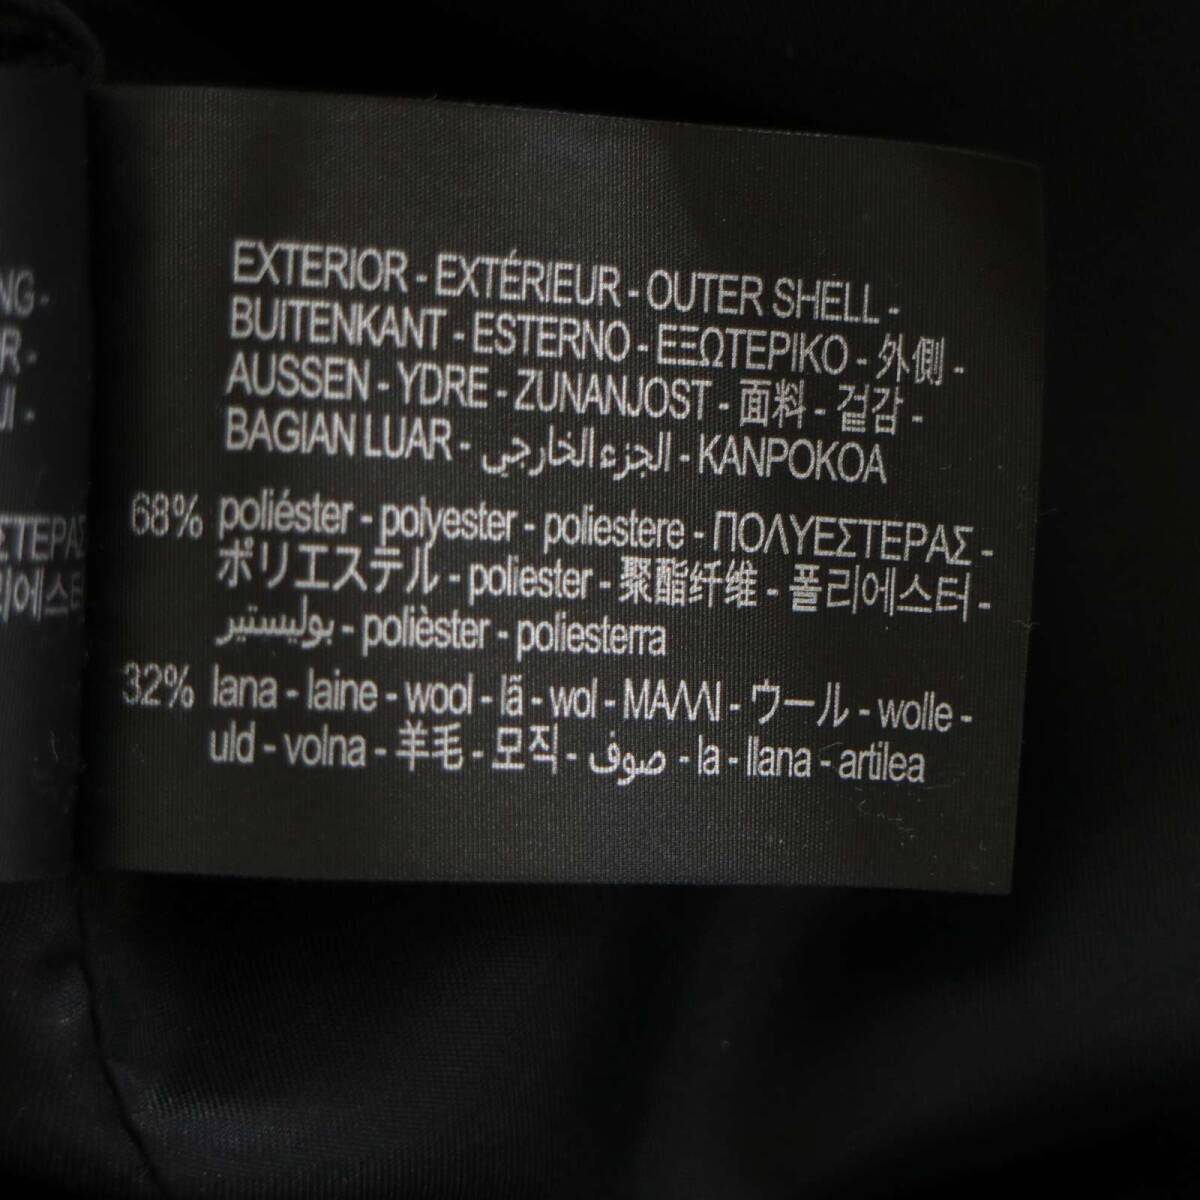 EXTERIOR - EXTÉRIEUR - OUTER SHELL -
BUITENKANT - ESTERNO - ΕΞΩΤΕΡΙΚΟ - 外側 -
AUSSEN - YDRE - ZUNANJOST - 面料 - 겉감 -
BAGIAN LUAR - الجزء الخارجي - KANPOKOA
68% poliéster - polyester - poliestere - ΠΟΛΥΕΣΤΕΡΑΣ -
ポリエステル - poliester - 聚酯纤维 - 폴리에스터 -
بوليستير - polièster - poliesterra
32% lana - laine - wool - lã - wol - ΜΑΛΛΙ - ウール - wolle -
uld - volna - 羊毛 - 모직 - صوف - la - llana - artilea